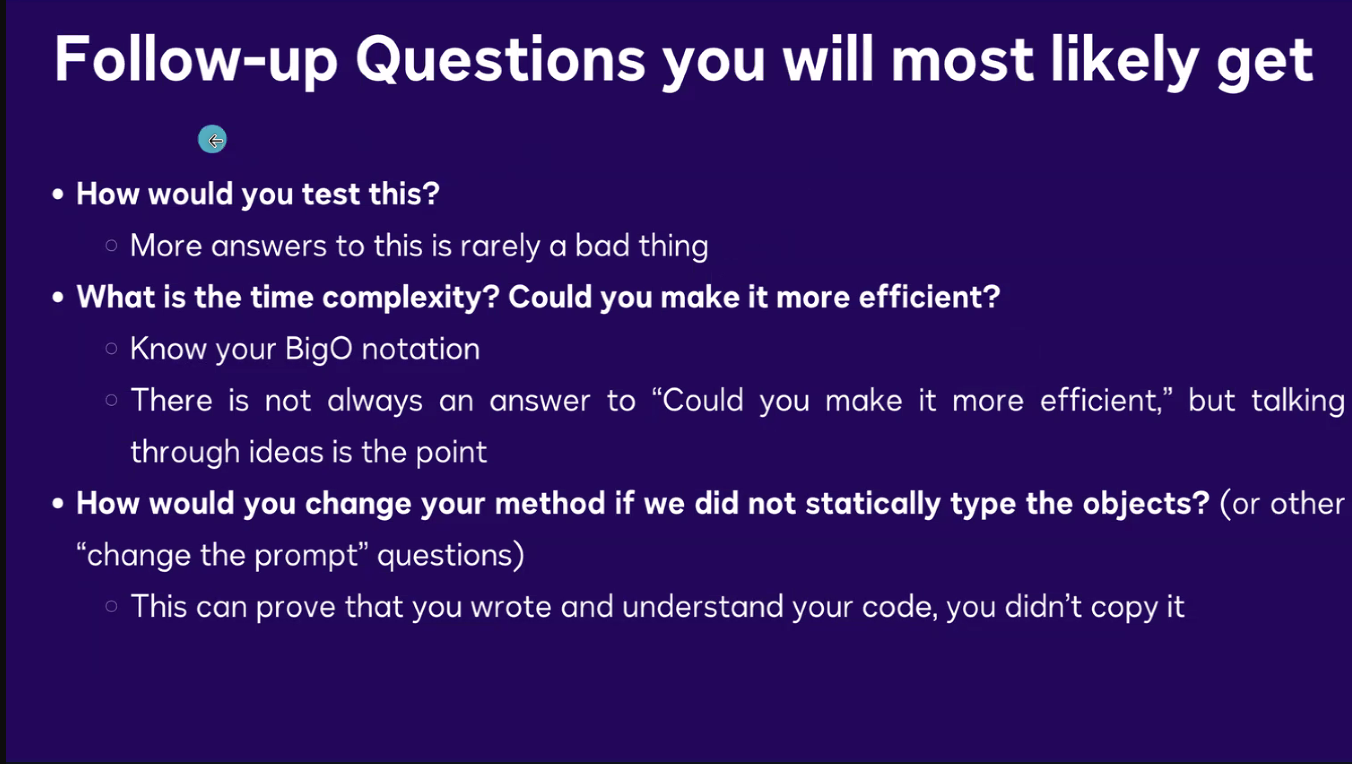 Follow-up Questions you will most likely get
• How would you test this?
○ More answers to this is rarely a bad thing
• What is the time complexity? Could you make it more efficient?
○ Know your BigO notation
○ There is not always an answer to “Could you make it more efficient,” but talking
through ideas is the point
• How would you change your method if we did not statically type the objects? (or other
“change the prompt” questions)
○ This can prove that you wrote and understand your code, you didn’t copy it